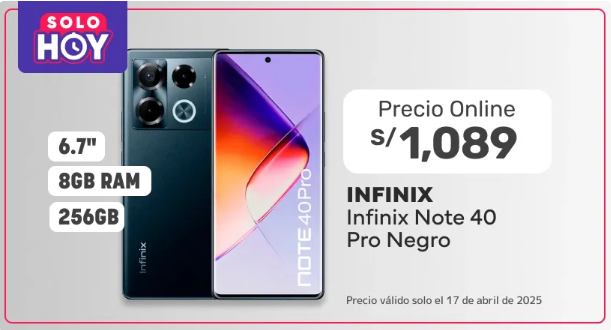 SOLO
HOY
6.7"
8GB RAM
256GB
Infinix
NOTE 40 Pro
Precio Online
S/1,089
INFINIX
Infinix Note 40
Pro Negro
Precio válido solo el 17 de abril de 2025